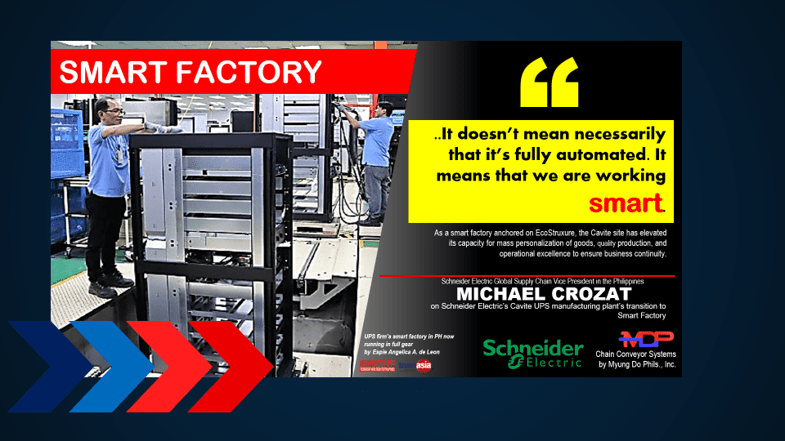 SMART FACTORY
..It doesn't mean necessarily
that it's fully automated. It
means that we are working
smart.
As a smart factory anchored on EcoStruxure, the Cavite site has elevated
its capacity for mass personalization of goods, quality production, and
operational excellence to ensure business continuity.
Schneider Electric Global Supply Chain Vice President in the Philippines
MICHAEL CROZAT
on Schneider Electric's Cavite UPS manufacturing plant's transition to
Smart Factory
UPS firm's smart factory in PH now
running in full gear
by Espie Angelica A. de Leon
asia
Schneider
Electric
MDP
Chain Conveyor Systems
by Myung Do Phils., Inc.